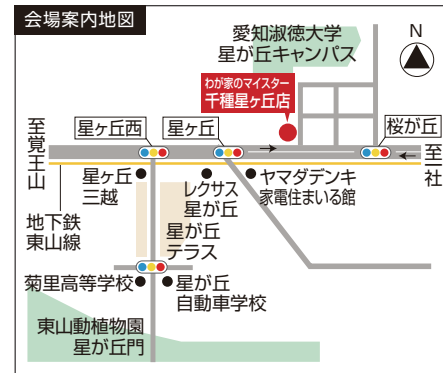 会場案内地図
愛知淑徳大学
星が丘キャンパス
N
わが家のマイスター
千種星ヶ丘店
星ヶ丘西
星ヶ丘
桜が丘
至覚王山
至一社
星ヶ丘
三越
レクサス
星が丘
ヤマダデンキ
家電住まいる館
地下鉄
東山線
星が丘
テラス
菊里高等学校
星が丘
自動車学校
東山動植物園
星が丘門